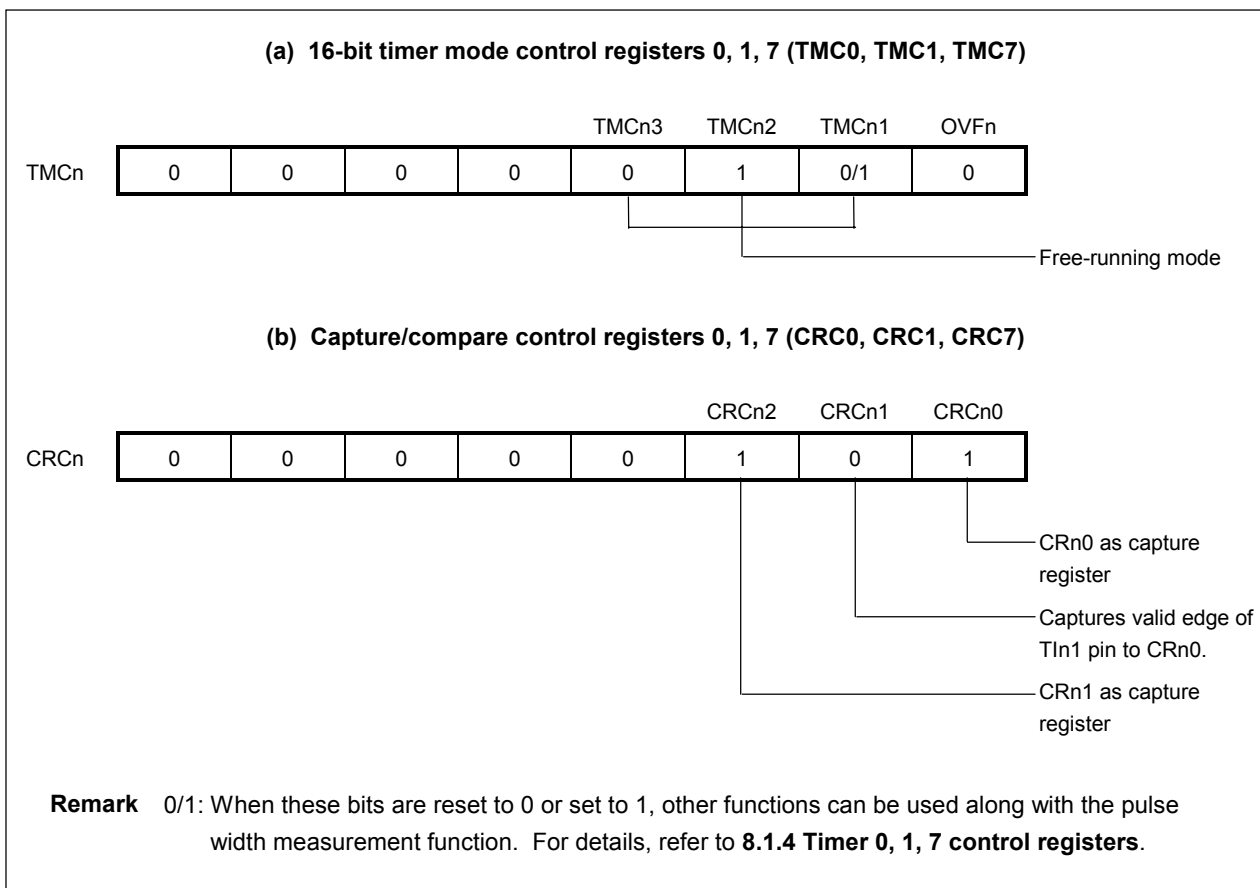 (a) 16-bit timer mode control registers 0, 1, 7 (TMC0, TMC1, TMC7)
TMCn3 TMCn2 TMCn1 OVFn
TMCn 0 0 0 0 0 1 0/1 0
Free-running mode
(b) Capture/compare control registers 0, 1, 7 (CRC0, CRC1, CRC7)
CRCn2 CRCn1 CRCn0
CRCn 0 0 0 0 0 1 0 1
CRn0 as capture
register
Captures valid edge of
TIn1 pin to CRn0.
CRn1 as capture
register
Remark 0/1: When these bits are reset to 0 or set to 1, other functions can be used along with the pulse
width measurement function. For details, refer to 8.1.4 Timer 0, 1, 7 control registers.